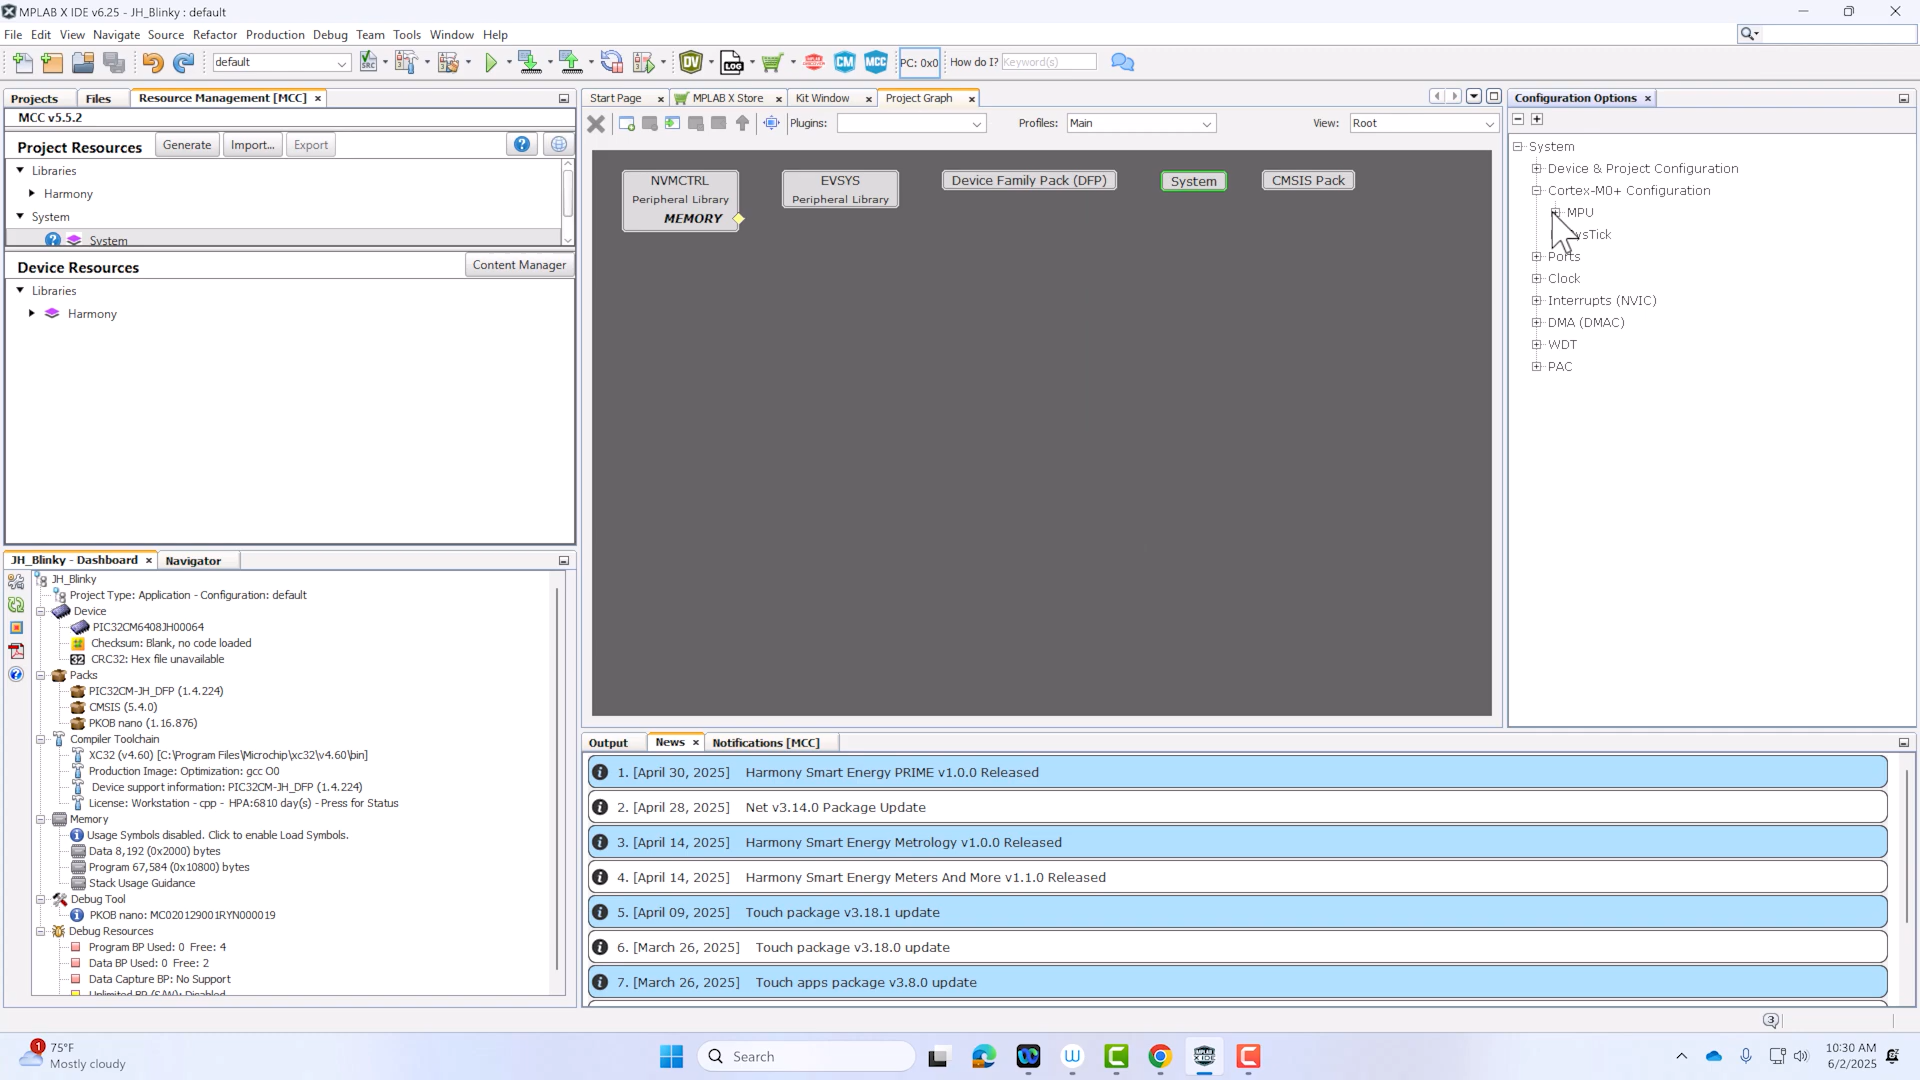 MPLAB X IDE v6.25 - JH_Blinky : default
File Edit View Navigate Source Refactor Production Debug Team Tools Window Help
default
SRC
DV
LOG
CM
MCC
PC: 0x0
How do I? Keyword(s)
Projects Files Resource Management [MCC] ×
MCC v5.5.2
Project Resources Generate Import... Export
Libraries
Harmony
System
System
Device Resources Content Manager
Libraries
Harmony
JH_Blinky - Dashboard × Navigator
JH_Blinky
Project Type: Application - Configuration: default
Device
PIC32CM6408JH00064
Checksum: Blank, no code loaded
CRC32: Hex file unavailable
Packs
PIC32CM-JH_DFP (1.4.224)
CMSIS (5.4.0)
PKOB nano (1.16.876)
Compiler Toolchain
XC32 (v4.60) [C:\Program Files\Microchip\xc32\v4.60\bin]
Production Image: Optimization: gcc O0
Device support information: PIC32CM-JH_DFP (1.4.224)
License: Workstation - cpp - HPA:6810 day(s) - Press for Status
Memory
Usage Symbols disabled. Click to enable Load Symbols.
Data 8,192 (0x2000) bytes
Program 67,584 (0x10800) bytes
Stack Usage Guidance
Debug Tool
PKOB nano: MC020129001RYN000019
Debug Resources
Program BP Used: 0 Free: 4
Data BP Used: 0 Free: 2
Data Capture BP: No Support
Unlimited BP (S/W): Disabled
Start Page × MPLAB X Store × Kit Window × Project Graph ×
Plugins: Profiles: Main View: Root
NVMCTRL
Peripheral Library
MEMORY
EVSYS
Peripheral Library
Device Family Pack (DFP)
System
CMSIS Pack
Output News × Notifications [MCC]
1. [April 30, 2025] Harmony Smart Energy PRIME v1.0.0 Released
2. [April 28, 2025] Net v3.14.0 Package Update
3. [April 14, 2025] Harmony Smart Energy Metrology v1.0.0 Released
4. [April 14, 2025] Harmony Smart Energy Meters And More v1.1.0 Released
5. [April 09, 2025] Touch package v3.18.1 update
6. [March 26, 2025] Touch package v3.18.0 update
7. [March 26, 2025] Touch apps package v3.8.0 update
Configuration Options ×
System
Device & Project Configuration
Cortex-M0+ Configuration
MPU
ysTick
Ports
Clock
Interrupts (NVIC)
DMA (DMAC)
WDT
PAC
3
1
75°F
Mostly cloudy
Search
10:30 AM
6/2/2025